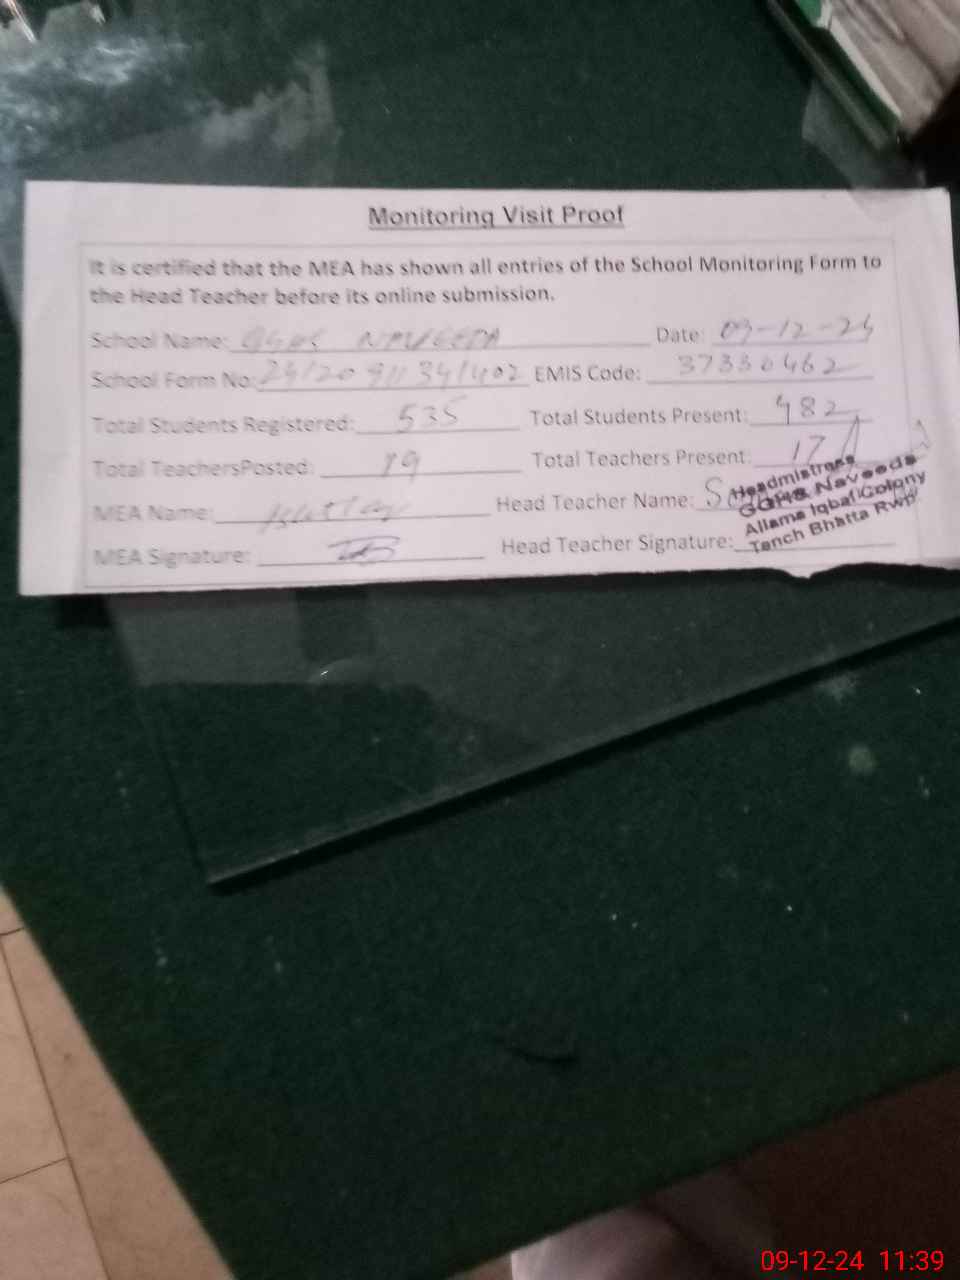 Monitoring Visit Proof
It is certified that the MEA has shown all entries of the School Monitoring Form to
the Head Teacher before its online submission.
School Name: NAVEEDA Date: 09-12-24
School Form No: EMIS Code: 37330462
Total Students Registered: 535 Total Students Present: 482
Total TeachersPosted: 19 Total Teachers Present: 17
MEA Name: Head Teacher Name:
MEA Signature: Head Teacher Signature:
Headmistress
GGHS Naveeda
Allama Iqbal Colony
Tench Bhatta Rwp
09-12-24 11:39